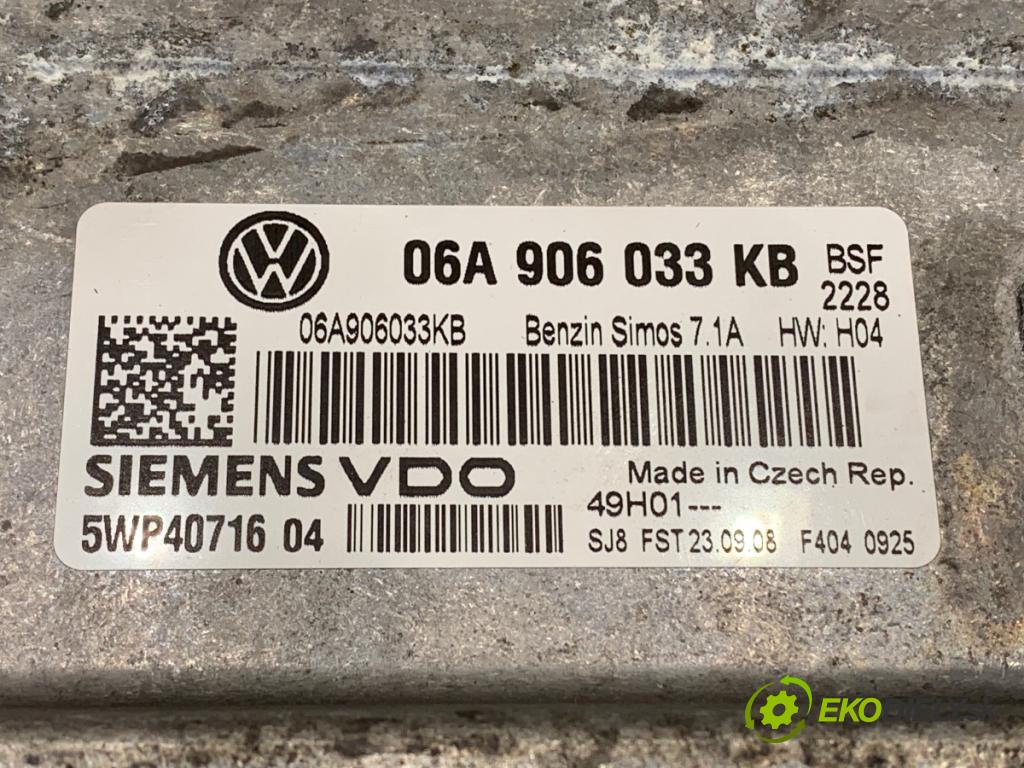 06A 906 033 KB BSF
2228
06A906033KB Benzin Simos 7.1A HW: H04
SIEMENS VDO Made in Czech Rep.
49H01---
5WP40716 04 SJ8 FST 23.09.08 F404 0925
EKO